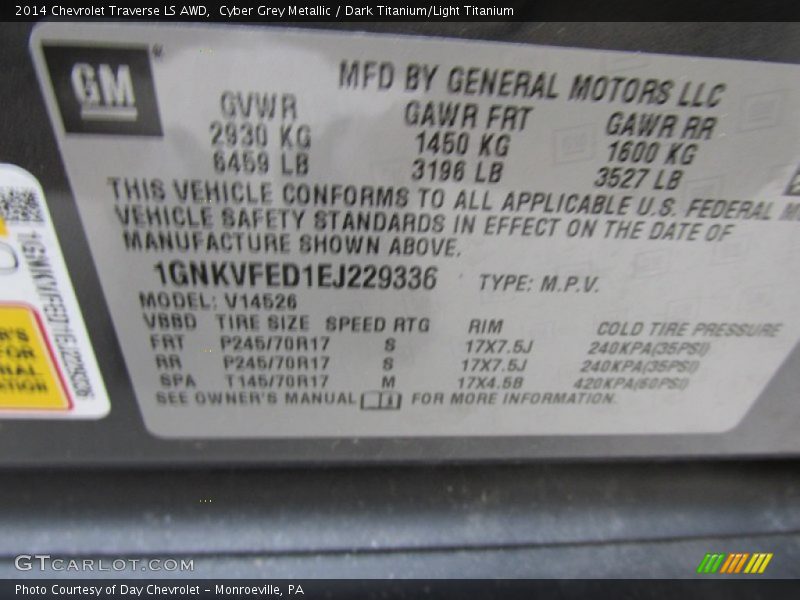 2014 Chevrolet Traverse LS AWD,  Cyber Grey Metallic / Dark Titanium/Light Titanium
GM
MFD BY GENERAL MOTORS LLC
GVWR GAWR FRT GAWR RR
2930 KG 1450 KG 1600 KG
6459 LB 3196 LB 3527 LB
THIS VEHICLE CONFORMS TO ALL APPLICABLE U.S. FEDERAL
VEHICLE SAFETY STANDARDS IN EFFECT ON THE DATE OF
MANUFACTURE SHOWN ABOVE.
1GNKVFED1EJ229336 TYPE: M.P.V.
MODEL: V14526
VBBD TIRE SIZE SPEED RTG RIM COLD TIRE PRESSURE
FRT P245/70R17 S 17X7.5J 240KPA(35PSI)
RR P245/70R17 S 17X7.5J 240KPA(35PSI)
SPA T145/70R17 M 17X4.5B 420KPA(60PSI)
SEE OWNER'S MANUAL FOR MORE INFORMATION.
1GNKVFED1EJ229336
FOR
GTCARLOT.COM
Photo Courtesy of Day Chevrolet - Monroeville, PA